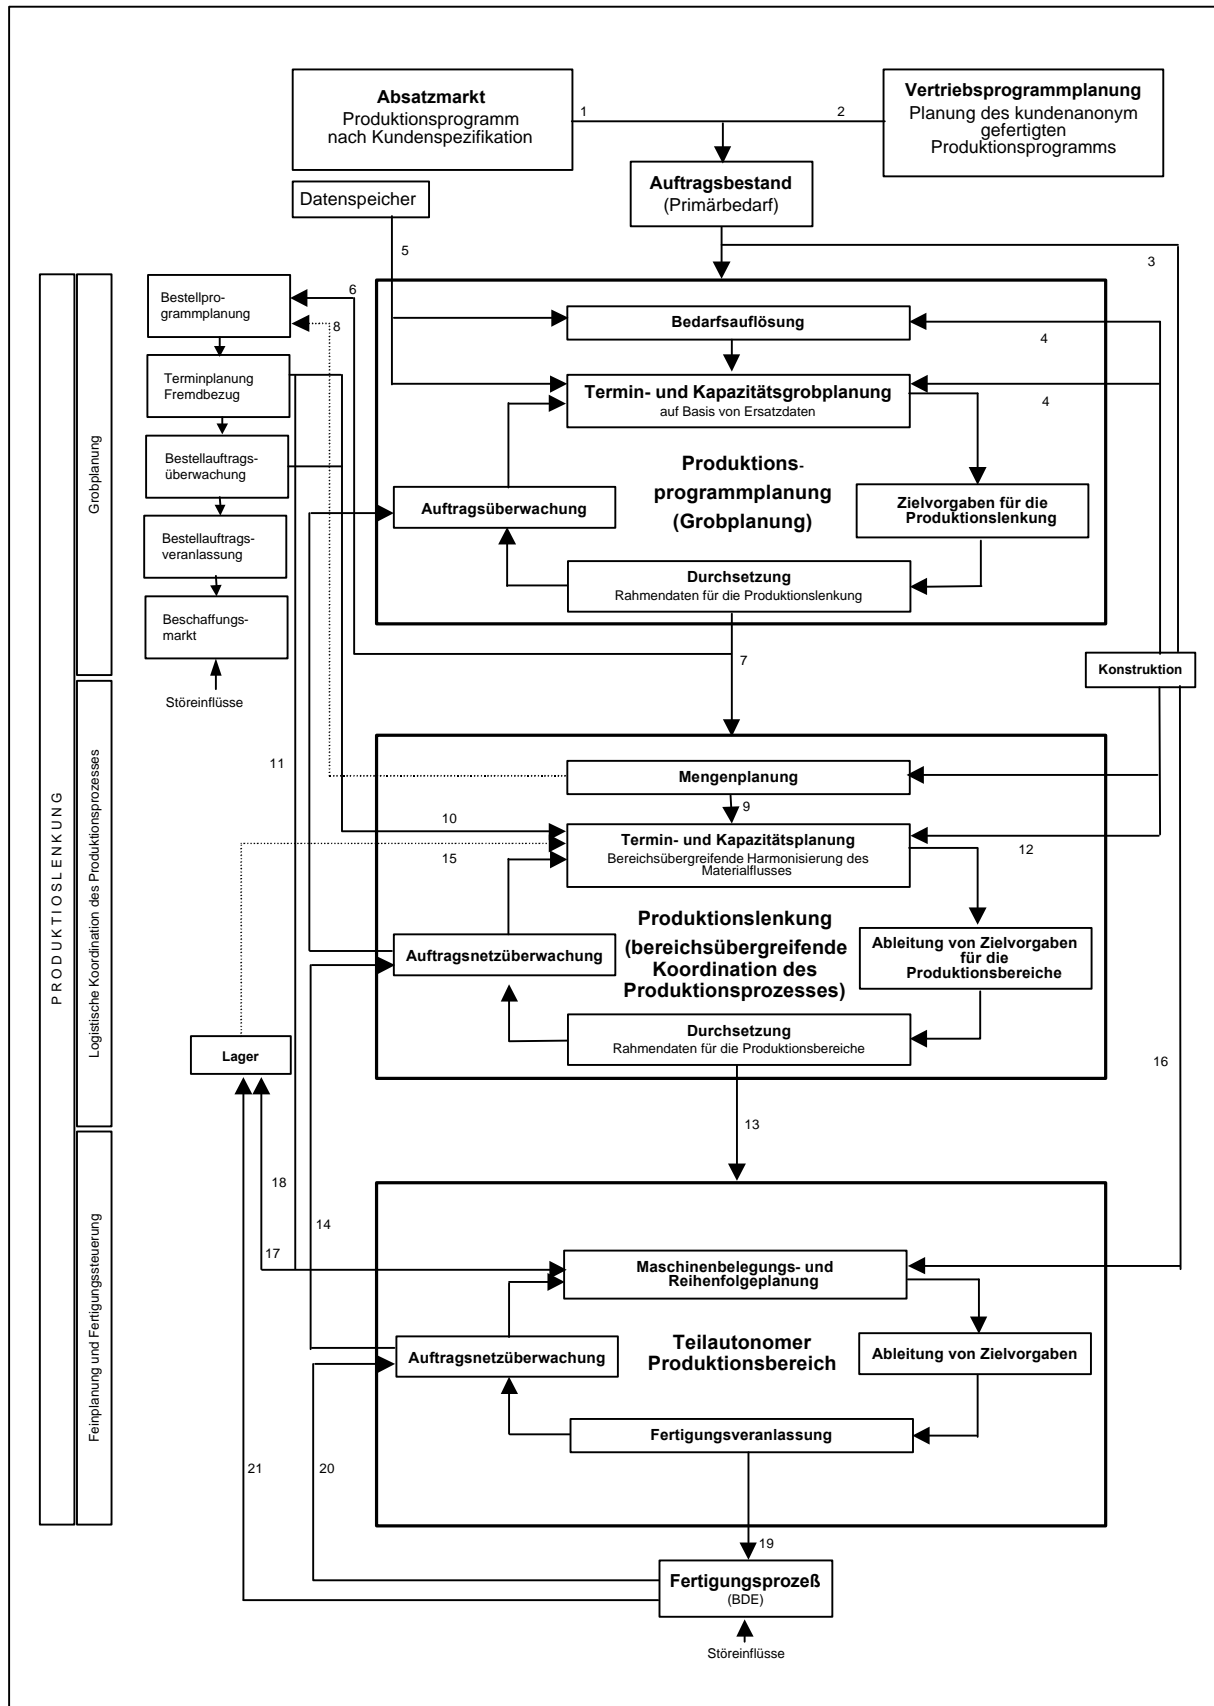 Absatzmarkt
Produktionsprogramm
nach Kundenspezifikation
1
2
Vertriebsprogrammplanung
Planung des kundenanonym
gefertigten
Produktionsprogramms
Auftragsbestand
(Primärbedarf)
Datenspeicher
5
3
PRODUKTIOSLENKUNG
Grobplanung
Logistische Koordination des Produktionsprozesses
Feinplanung und Fertigungssteuerung
Bestellpro-
grammplanung
6
8
Terminplanung
Fremdbezug
Bestellauftrags-
überwachung
Bestellauftrags-
veranlassung
Beschaffungs-
markt
Störeinflüsse
Bedarfsauflösung
4
Termin- und Kapazitätsgrobplanung
auf Basis von Ersatzdaten
4
Produktions-
programmplanung
(Grobplanung)
Auftragsüberwachung
Zielvorgaben für die
Produktionslenkung
Durchsetzung
Rahmendaten für die Produktionslenkung
7
Konstruktion
11
Mengenplanung
9
10
Termin- und Kapazitätsplanung
Bereichsübergreifende Harmonisierung des
Materialflusses
12
15
Produktionslenkung
(bereichsübergreifende
Koordination des
Produktionsprozesses)
Auftragsnetzüberwachung
Ableitung von Zielvorgaben
für die
Produktionsbereiche
Durchsetzung
Rahmendaten für die Produktionsbereiche
Lager
16
13
18
14
17
Maschinenbelegungs- und
Reihenfolgeplanung
Teilautonomer
Produktionsbereich
Auftragsnetzüberwachung
Ableitung von Zielvorgaben
Fertigungsveranlassung
21
20
19
Fertigungsprozeß
(BDE)
Störeinflüsse